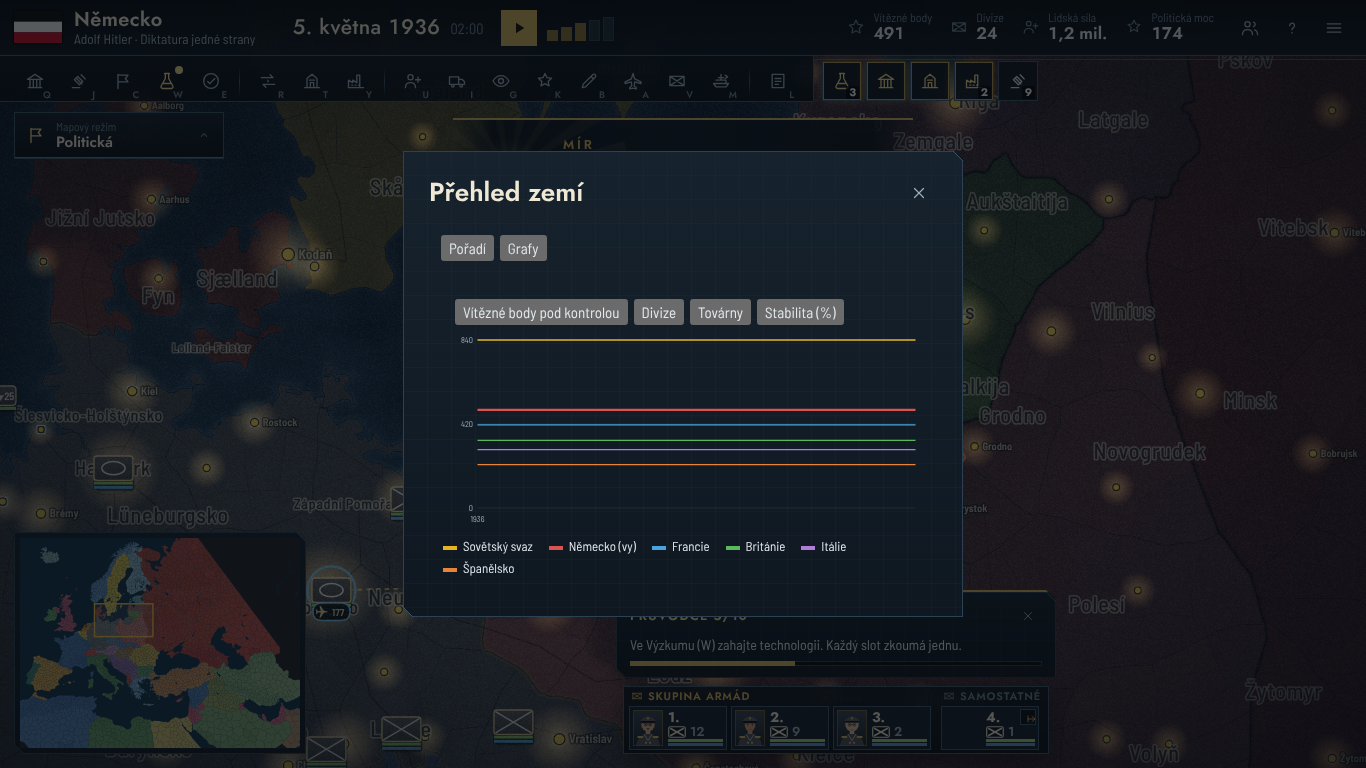 Německo
Adolf Hitler · Diktatura jedné strany
5. května 1936 02:00
Vítězné body
491
Divize
24
Lidská síla
1,2 mil.
Politická moc
174
?
Q J C W E R T Y U I G K B A V M L
3
2
9
Mapový režim
Politická
MÍR
Přehled zemí
Pořadí
Grafy
Vítězné body pod kontrolou
Divize
Továrny
Stabilita (%)
840
420
0
1936
Sovětský svaz
Německo (vy)
Francie
Británie
Itálie
Španělsko
Ve Výzkumu (W) zahajte technologii. Každý slot zkoumá jednu.
SKUPINA ARMÁD
SAMOSTATNÉ
1.
12
2.
9
3.
2
4.
1
Aalborg
Pskov
Riga
Latgale
Zemgale
Aarhus
Jižní Jutsko
Aukštaitija
Vitebsk
Kodaň
Sjælland
Fyn
Vilnius
Lolland-Falster
Kiel
Šlesvicko-Holštýnsko
25
Rostock
Minsk
Grodno
Grodno
Novogrudek
Bobrujsk
Brémy
Lüneburgsko
177
Polesí
Žytomyr
Vratislav
Volyň